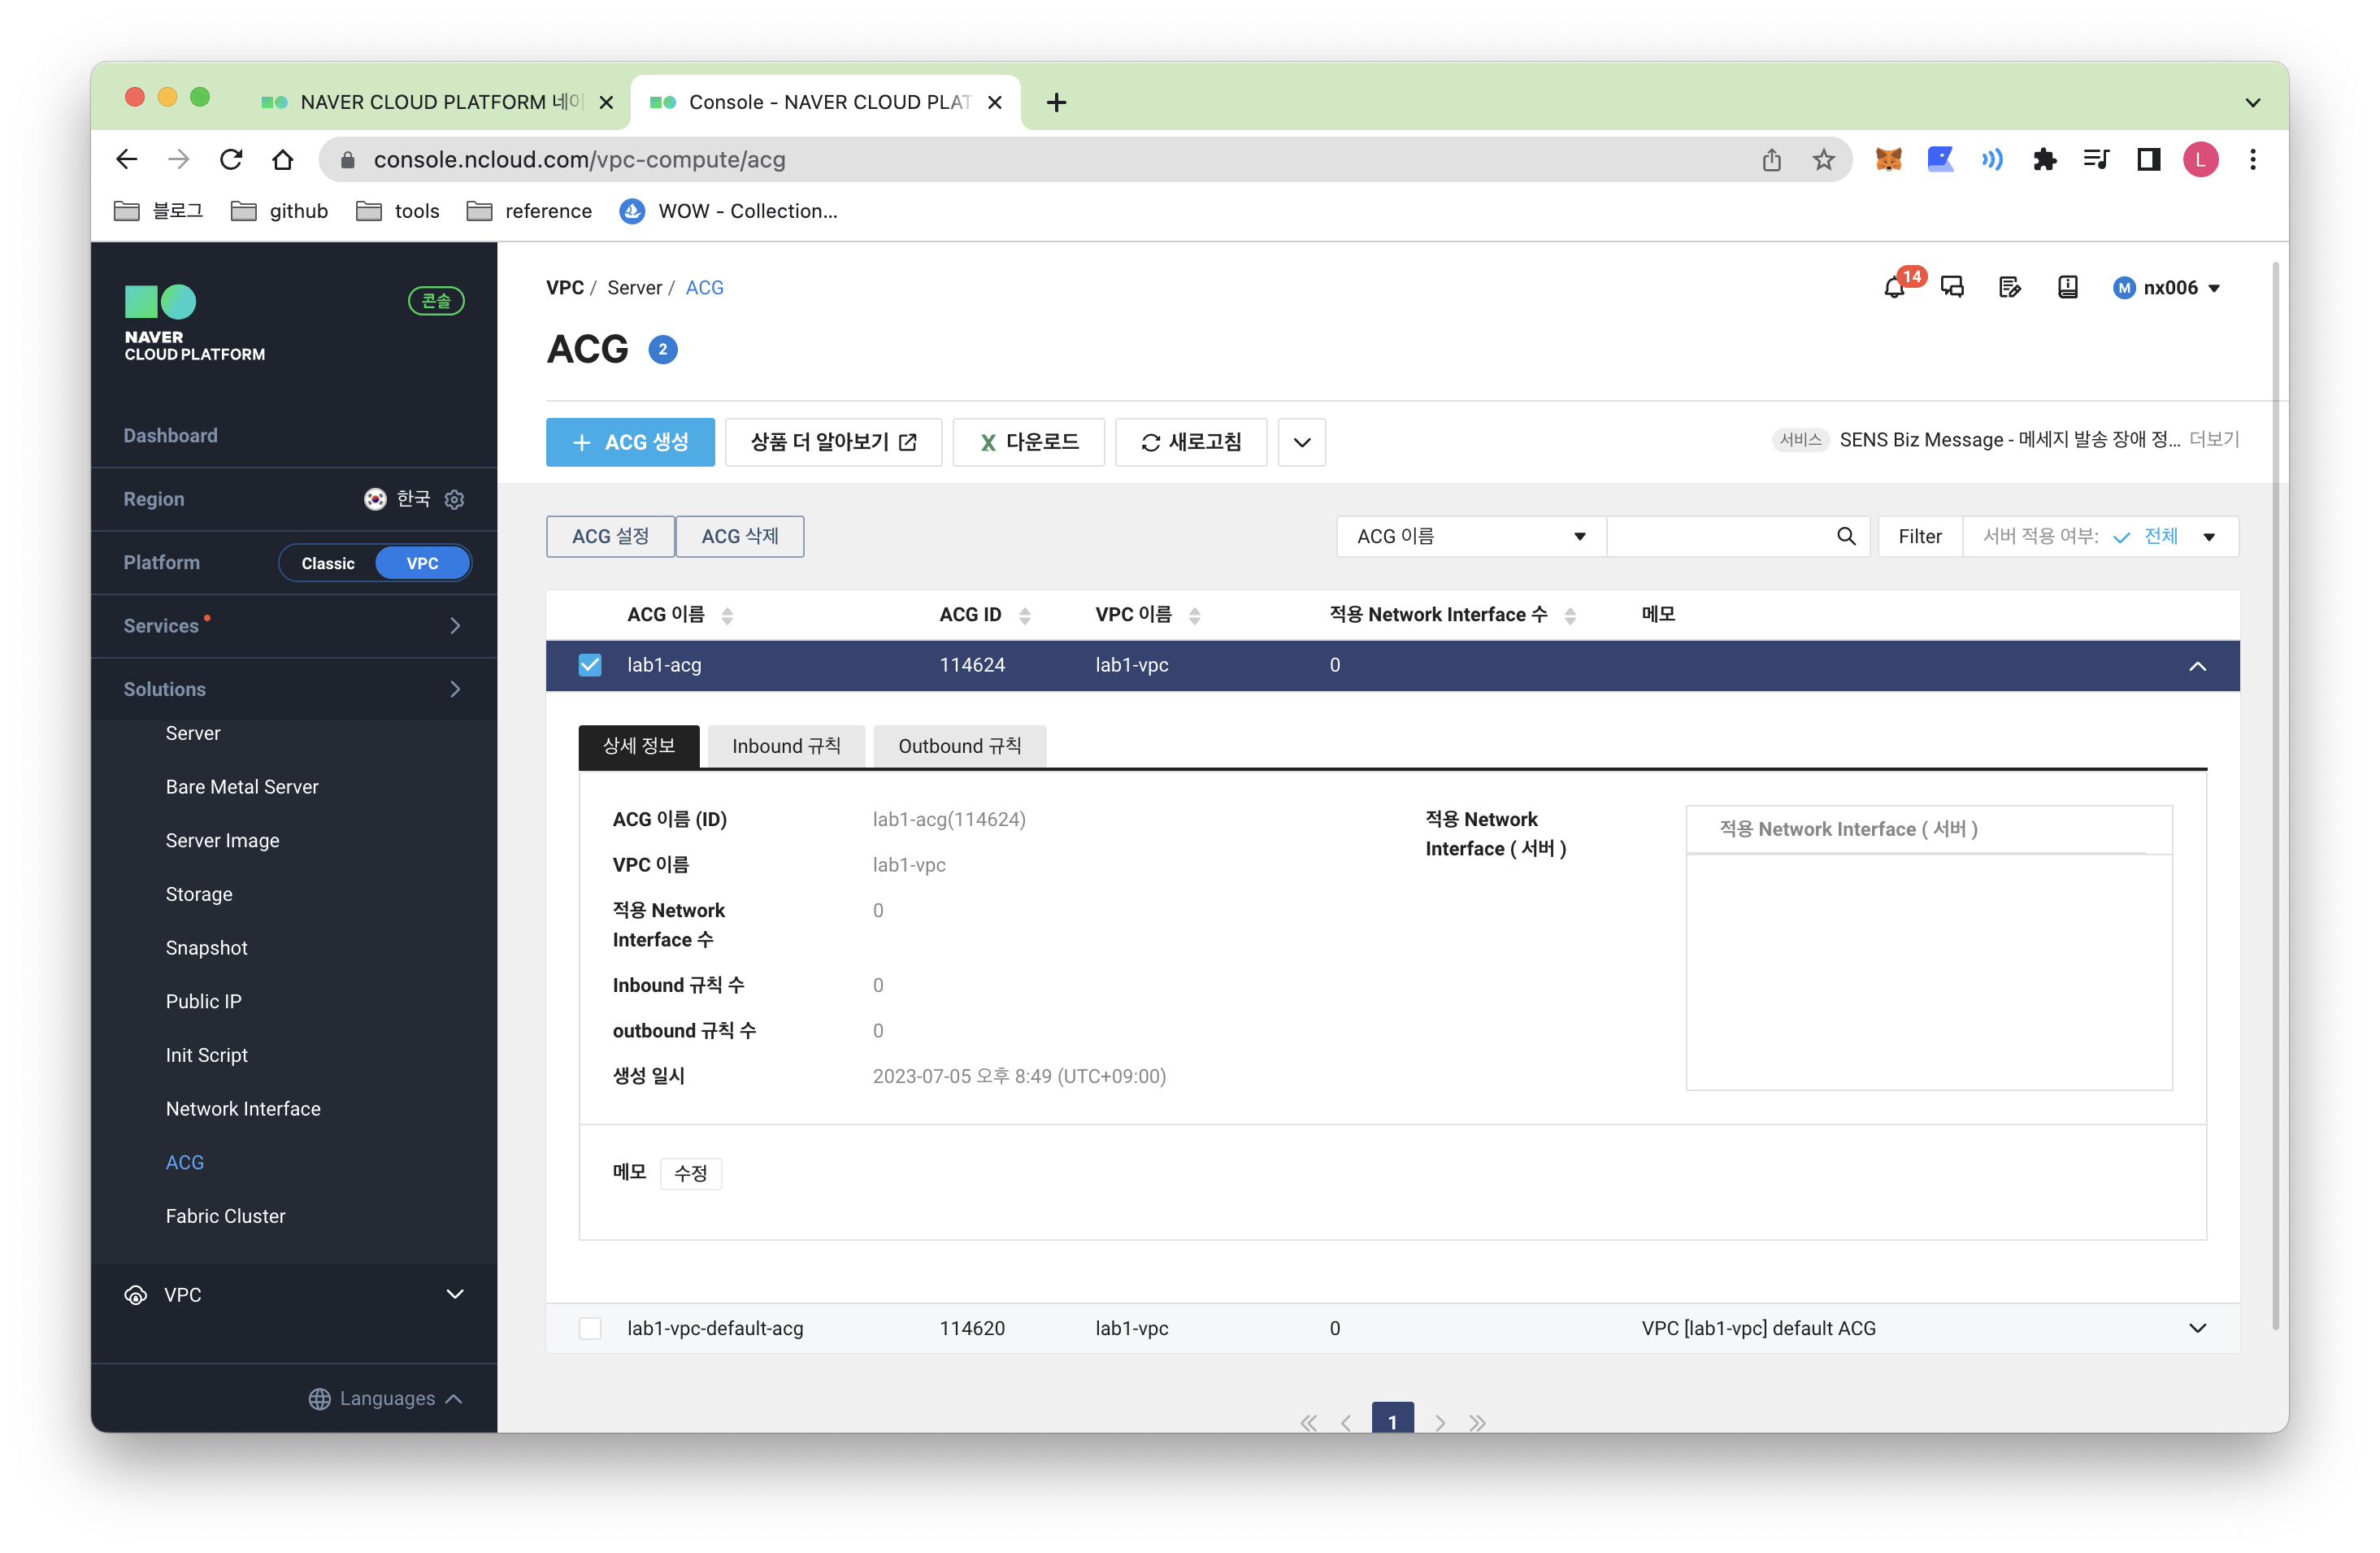 NAVER CLOUD PLATFORM 네이
Console - NAVER CLOUD PLAT
console.ncloud.com/vpc-compute/acg
L
블로그
github
tools
reference
WOW - Collection...
NAVER
CLOUD PLATFORM
콘솔
Dashboard
Region
한국
Platform
Classic
VPC
Services
Solutions
Server
Bare Metal Server
Server Image
Storage
Snapshot
Public IP
Init Script
Network Interface
ACG
Fabric Cluster
VPC
Languages
VPC / Server / ACG
14
M nx006
ACG 2
ACG 생성
상품 더 알아보기
X 다운로드
새로고침
서비스 SENS Biz Message - 메세지 발송 장애 정... 더보기
ACG 설정
ACG 삭제
ACG 이름
Filter
서버 적용 여부: 전체
ACG 이름 ACG ID VPC 이름 적용 Network Interface 수 메모
lab1-acg 114624 lab1-vpc 0
상세 정보
Inbound 규칙
Outbound 규칙
ACG 이름 (ID) lab1-acg(114624)
VPC 이름 lab1-vpc
적용 Network
Interface 수
0
Inbound 규칙 수 0
outbound 규칙 수 0
생성 일시 2023-07-05 오후 8:49 (UTC+09:00)
적용 Network
Interface ( 서버 )
적용 Network Interface ( 서버 )
메모 수정
lab1-vpc-default-acg 114620 lab1-vpc 0 VPC [lab1-vpc] default ACG
1